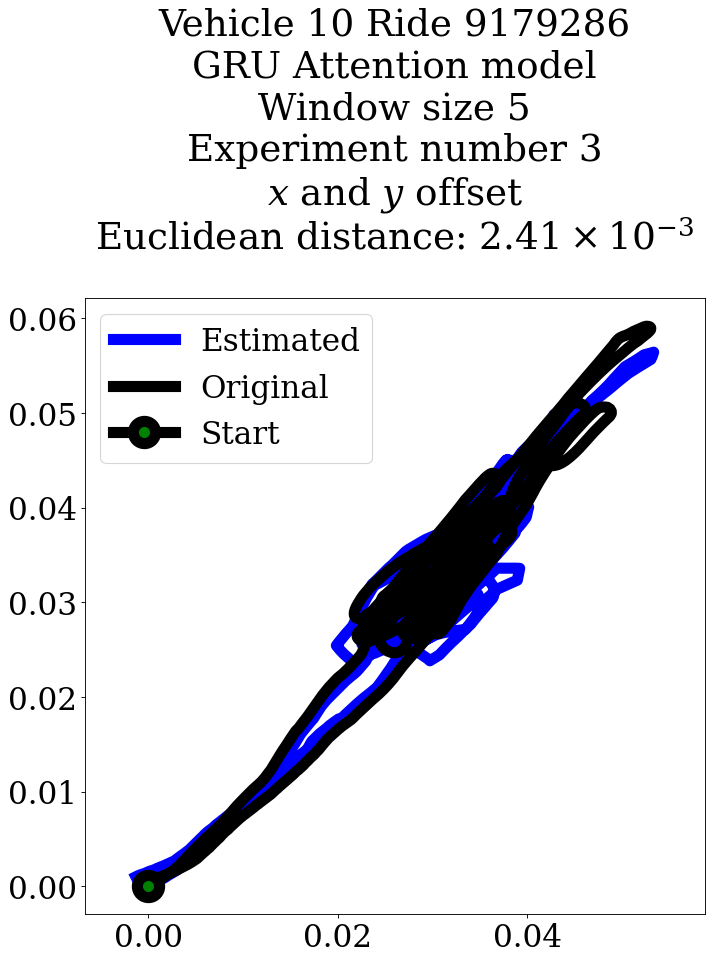 Vehicle 10 Ride 9179286
GRU Attention model
Window size 5
Experiment number 3
x and y offset
Euclidean distance: 2.41 × 10⁻³
Estimated
Original
Start
0.06
0.05
0.04
0.03
0.02
0.01
0.00
0.00 0.02 0.04